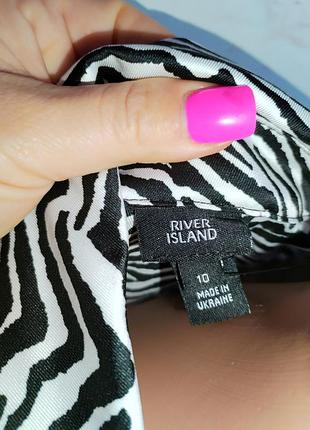 RIVER
ISLAND
10
MADE IN
UKRAINE